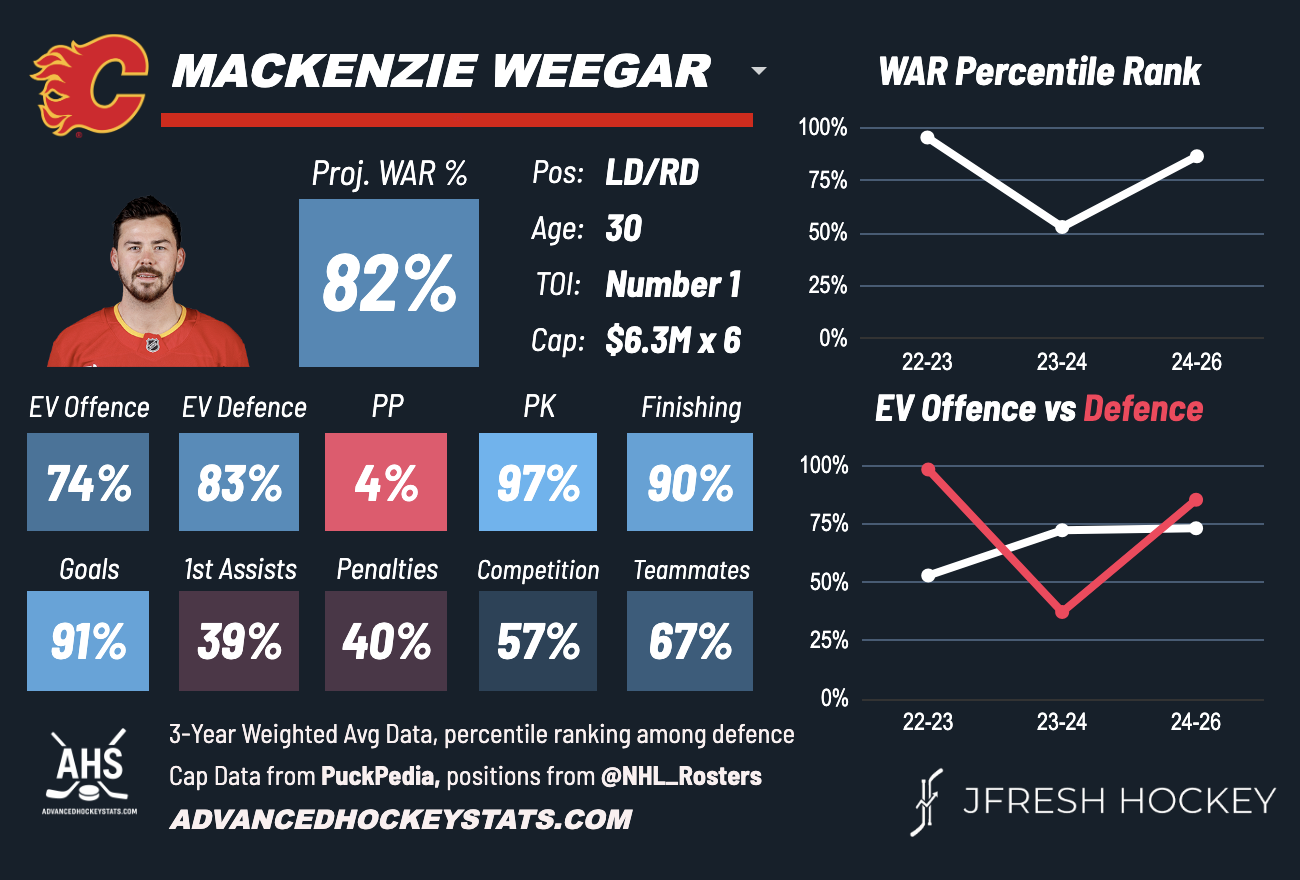 MACKENZIE WEEGAR
Proj. WAR %
82%
Pos: LD/RD
Age: 30
TOI: Number 1
Cap: $6.3M x 6
EV Offence EV Defence PP PK Finishing
74% 83% 4% 97% 90%
Goals 1st Assists Penalties Competition Teammates
91% 39% 40% 57% 67%
WAR Percentile Rank
100%
75%
50%
25%
0%
22-23 23-24 24-26
EV Offence vs Defence
100%
75%
50%
25%
0%
22-23 23-24 24-26
AHS
ADVANCEDHOCKEYSTATS.COM
3-Year Weighted Avg Data, percentile ranking among defence
Cap Data from PuckPedia, positions from @NHL_Rosters
ADVANCEDHOCKEYSTATS.COM
JFRESH HOCKEY